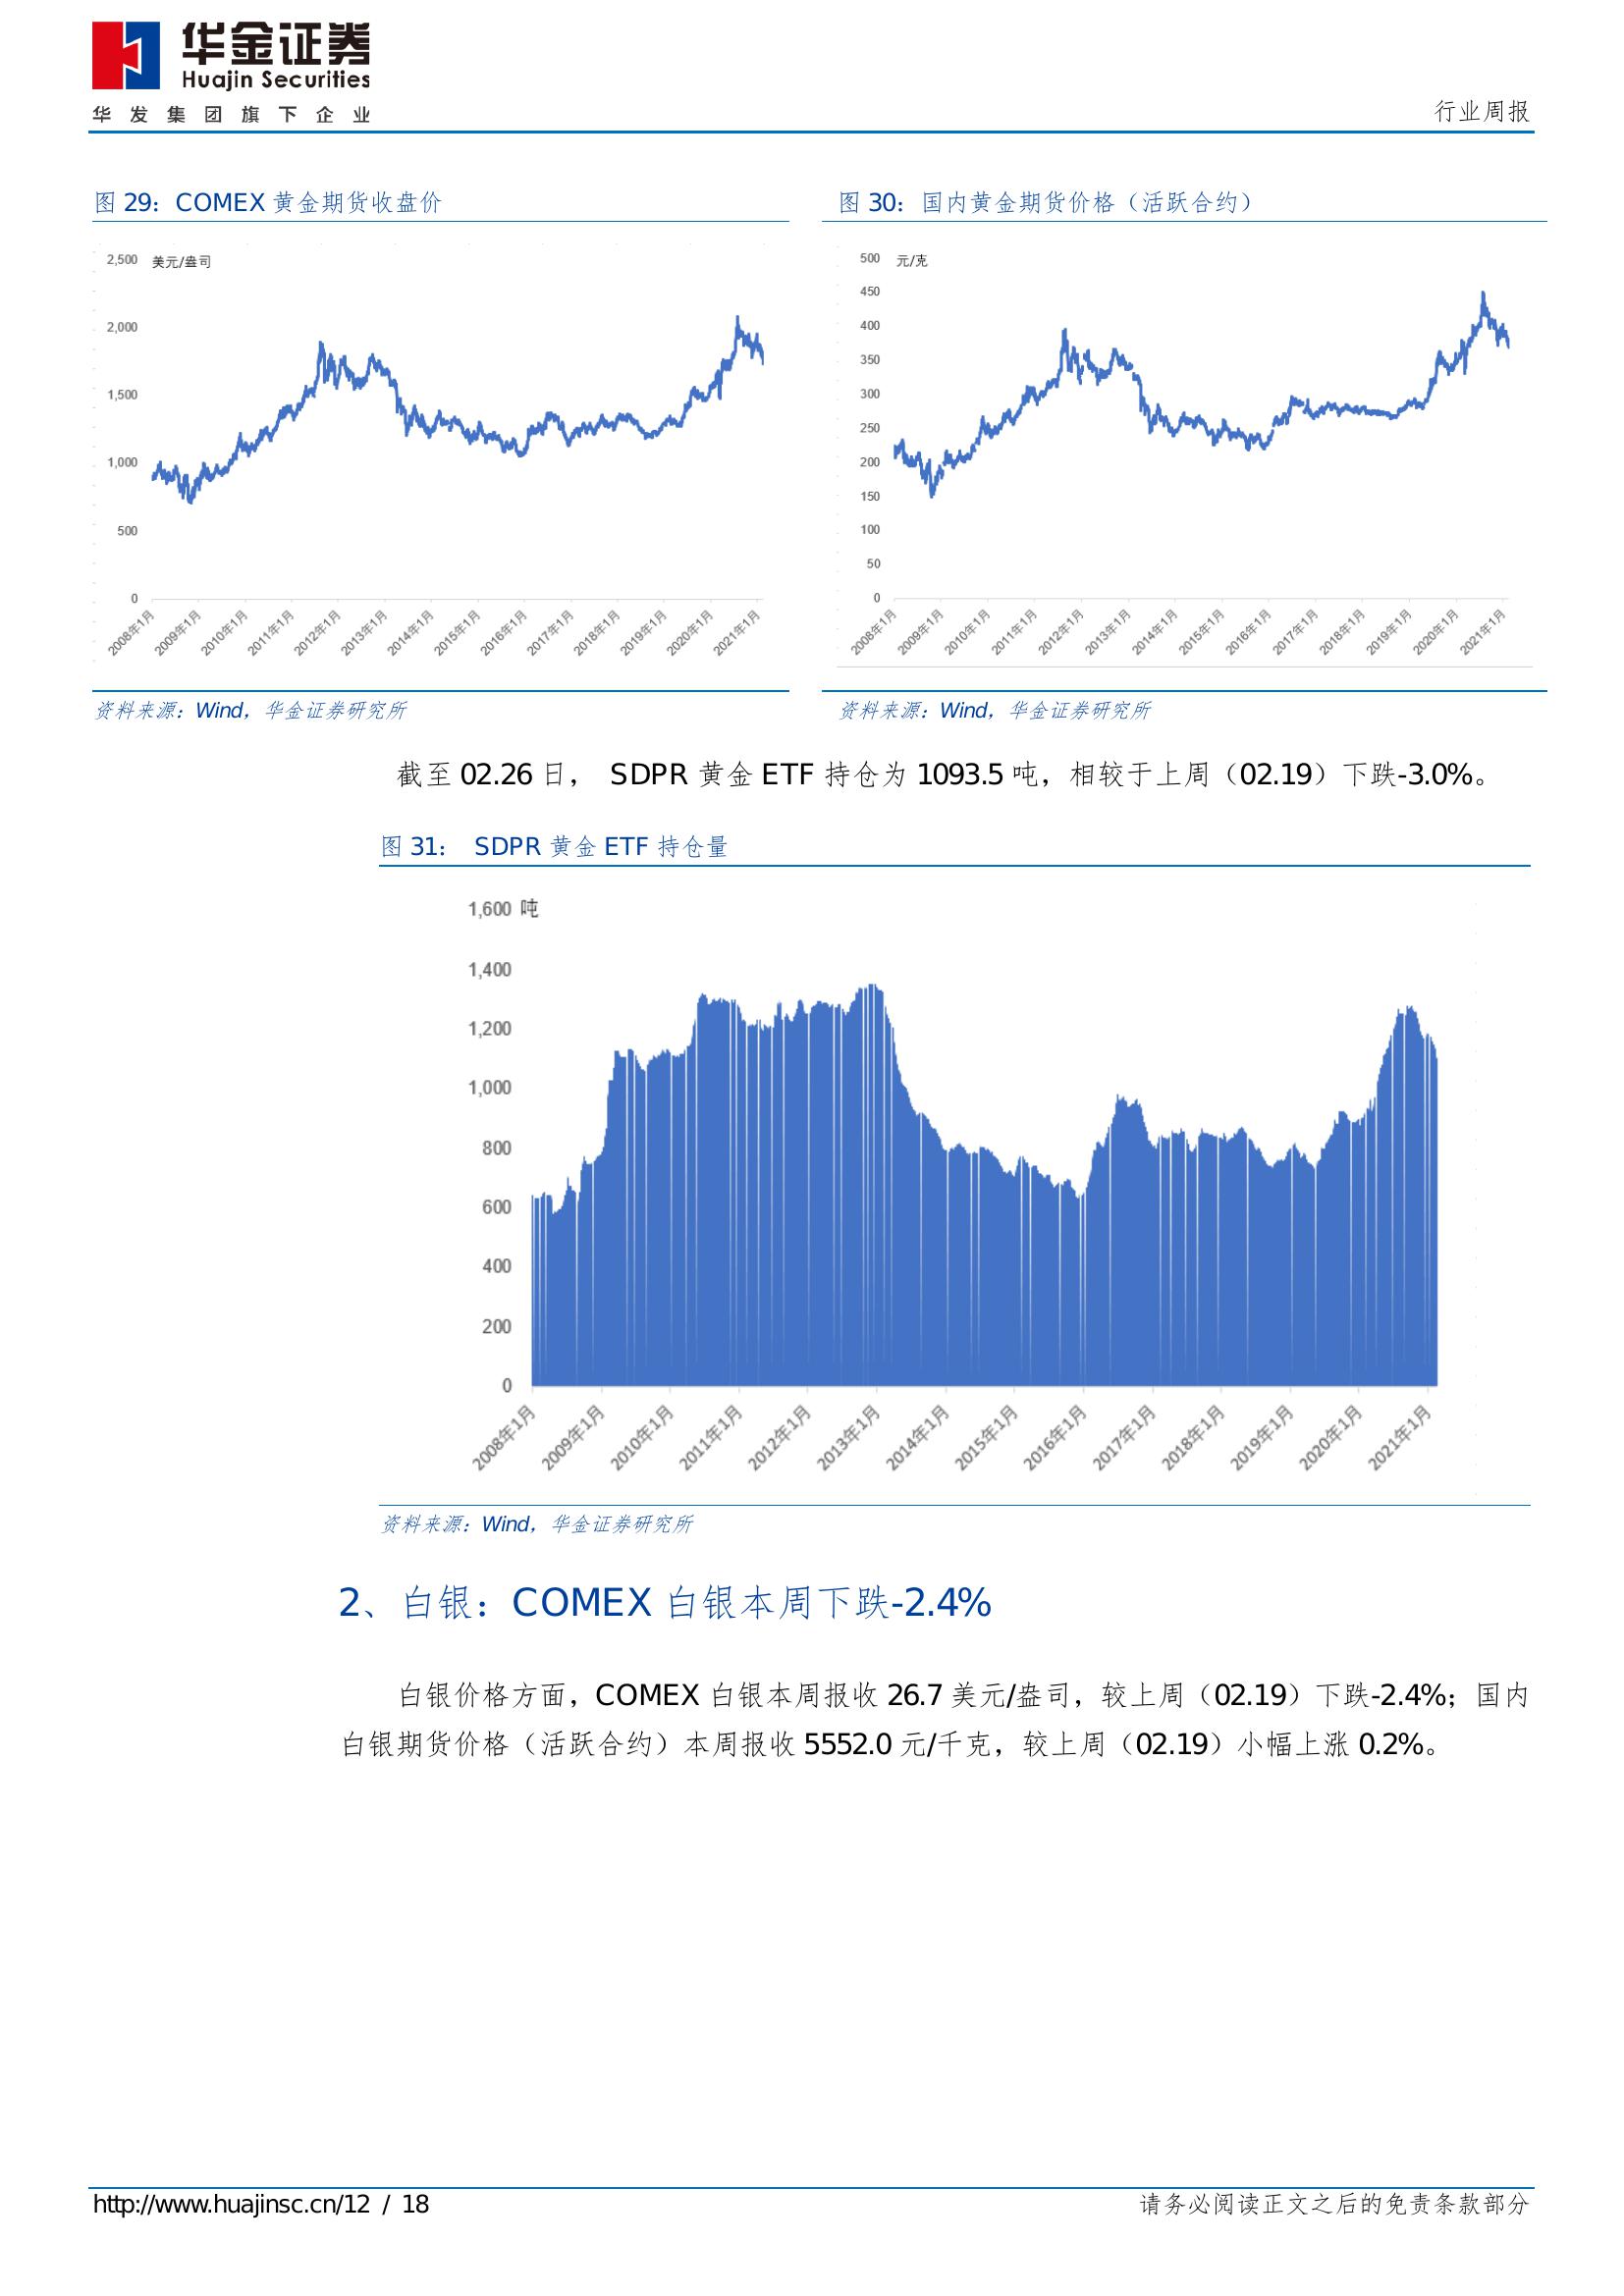 华金证券
Huajin Securities
华发集团旗下企业
行业周报
图 29：COMEX 黄金期货收盘价
2,500
美元/盎司
2,000
1,500
1,000
500
0
2008年1月
2009年1月
2010年1月
2011年1月
2012年1月
2013年1月
2014年1月
2015年1月
2016年1月
2017年1月
2018年1月
2019年1月
2020年1月
2021年1月
资料来源：Wind，华金证券研究所
图 30：国内黄金期货价格（活跃合约）
500
元/克
450
400
350
300
250
200
150
100
50
0
2008年1月
2009年1月
2010年1月
2011年1月
2012年1月
2013年1月
2014年1月
2015年1月
2016年1月
2017年1月
2018年1月
2019年1月
2020年1月
2021年1月
资料来源：Wind，华金证券研究所
截至 02.26 日， SDPR 黄金 ETF 持仓为 1093.5 吨，相较于上周（02.19）下跌-3.0%。
图 31： SDPR 黄金 ETF 持仓量
1,600 吨
1,400
1,200
1,000
800
600
400
200
0
2008年1月
2009年1月
2010年1月
2011年1月
2012年1月
2013年1月
2014年1月
2015年1月
2016年1月
2017年1月
2018年1月
2019年1月
2020年1月
2021年1月
资料来源：Wind，华金证券研究所
2、白银：COMEX 白银本周下跌-2.4%
白银价格方面，COMEX 白银本周报收 26.7 美元/盎司，较上周（02.19）下跌-2.4%；国内
白银期货价格（活跃合约）本周报收 5552.0 元/千克，较上周（02.19）小幅上涨 0.2%。
http://www.huajinsc.cn/12 / 18
请务必阅读正文之后的免责条款部分